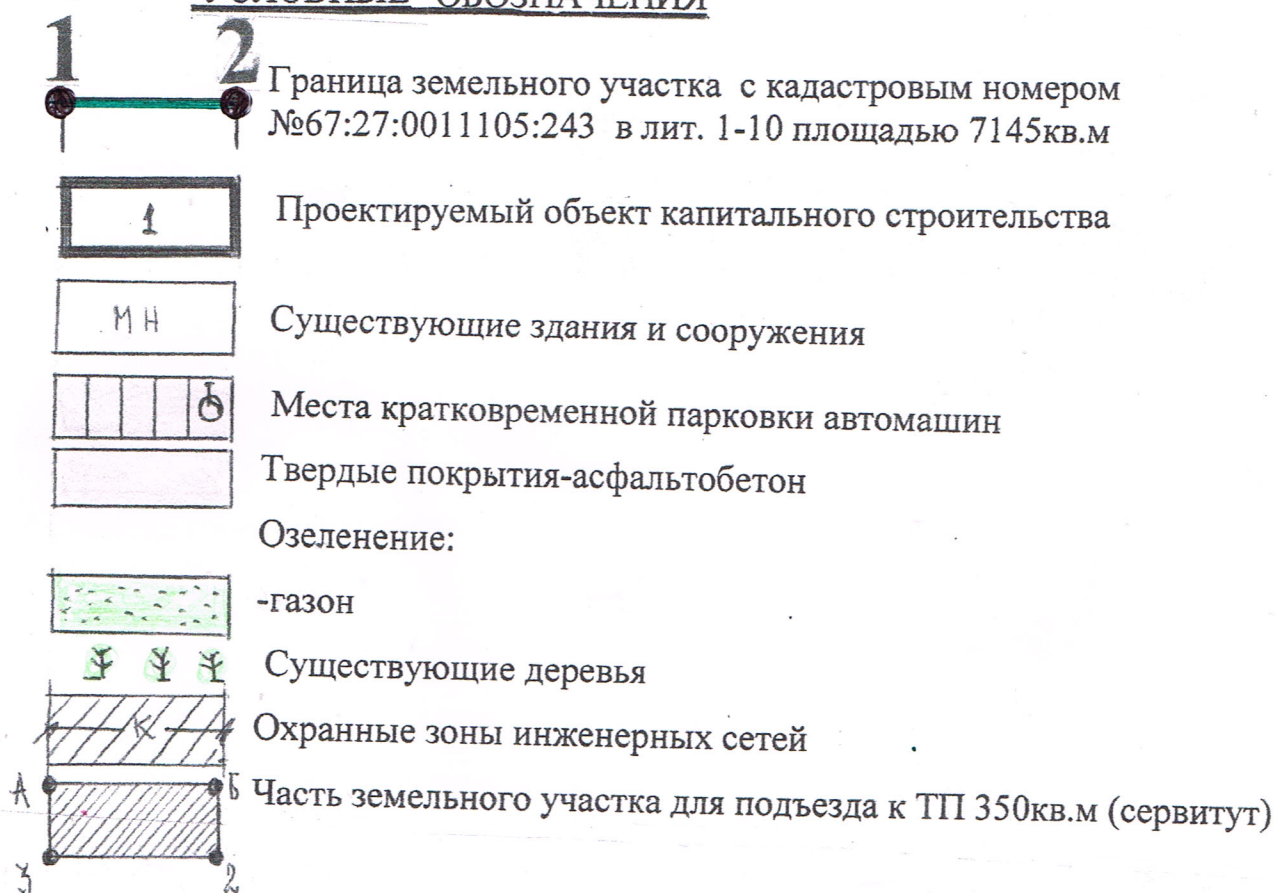 УСЛОВНЫЕ ОБОЗНАЧЕНИЯ
1 2
Граница земельного участка с кадастровым номером
№67:27:0011105:243 в лит. 1-10 площадью 7145кв.м
1 Проектируемый объект капитального строительства
МН Существующие здания и сооружения
Места кратковременной парковки автомашин
Твердые покрытия-асфальтобетон
Озеленение:
-газон
Существующие деревья
К Охранные зоны инженерных сетей
А Б Часть земельного участка для подъезда к ТП 350кв.м (сервитут)
3 2